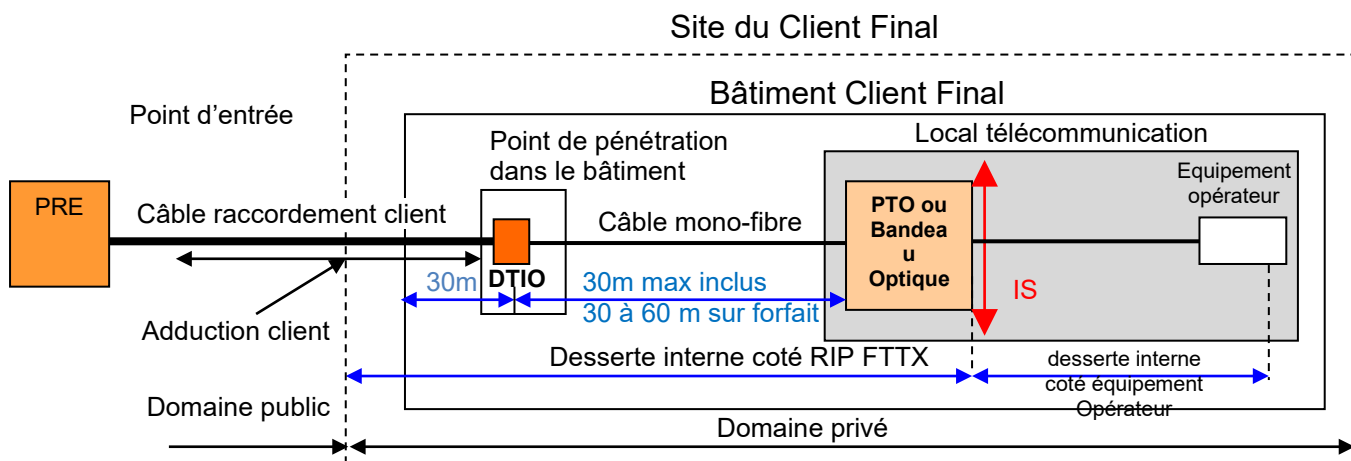 Site du Client Final
Bâtiment Client Final
Point d’entrée
Point de pénétration
dans le bâtiment
Local télécommunication
Equipement
opérateur
PRE
Câble raccordement client
Câble mono-fibre
PTO ou
Bandea
u
Optique
30m
DTIO
30m max inclus
30 à 60 m sur forfait
IS
Adduction client
Desserte interne coté RIP FTTX
desserte interne
coté équipement
Opérateur
Domaine public
Domaine privé